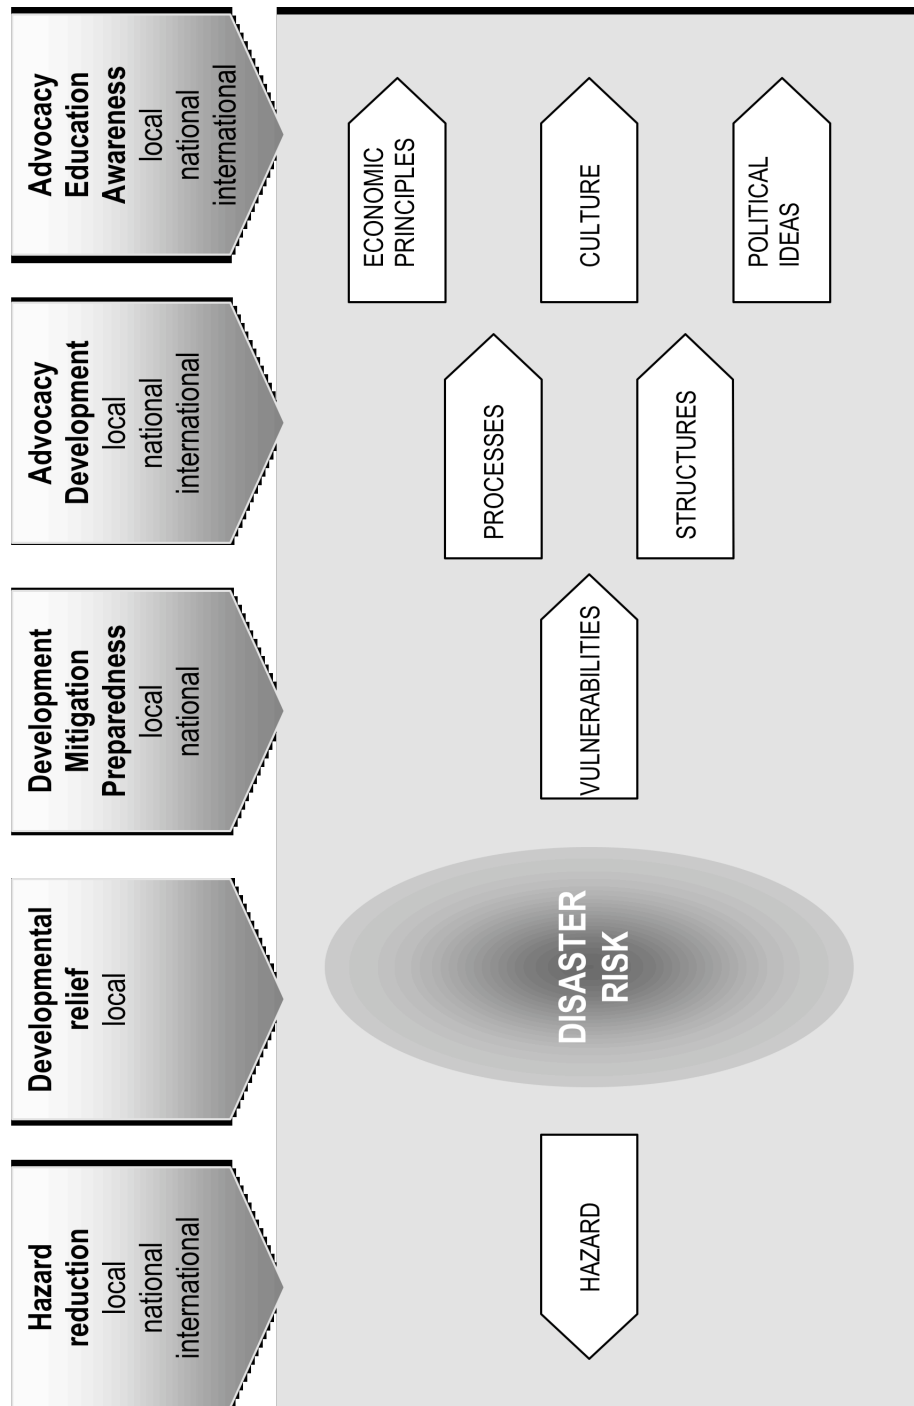 Hazard
reduction
local
national
international
Developmental
relief
local
Development
Mitigation
Preparedness
local
national
Advocacy
Development
local
national
international
Advocacy
Education
Awareness
local
national
international
HAZARD
DISASTER
RISK
VULNERABILITIES
PROCESSES
STRUCTURES
ECONOMIC
PRINCIPLES
CULTURE
POLITICAL
IDEAS